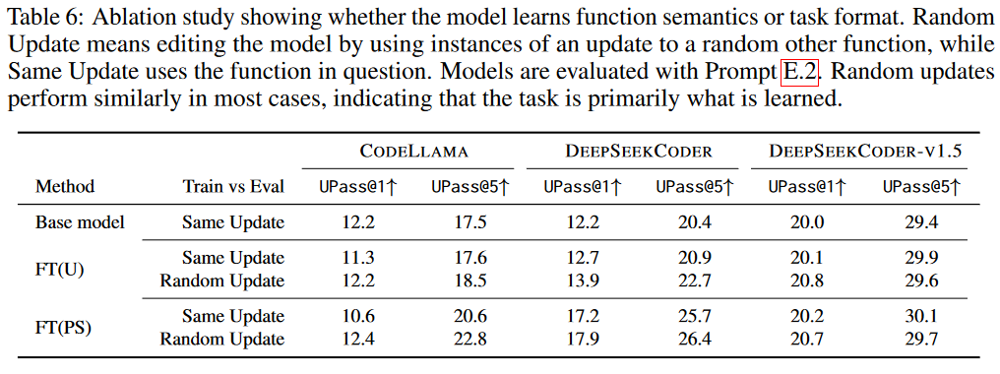 Table 6: Ablation study showing whether the model learns function semantics or task format. Random
Update means editing the model by using instances of an update to a random other function, while
Same Update uses the function in question. Models are evaluated with Prompt E.2. Random updates
perform similarly in most cases, indicating that the task is primarily what is learned.
CODELLAMA DEEPSEEKCODER DEEPSEEKCODER-V1.5
Method Train vs Eval UPass@1↑ UPass@5↑ UPass@1↑ UPass@5↑ UPass@1↑ UPass@5↑
Base model Same Update 12.2 17.5 12.2 20.4 20.0 29.4
FT(U) Same Update 11.3 17.6 12.7 20.9 20.1 29.9
Random Update 12.2 18.5 13.9 22.7 20.8 29.6
FT(PS) Same Update 10.6 20.6 17.2 25.7 20.2 30.1
Random Update 12.4 22.8 17.9 26.4 20.7 29.7